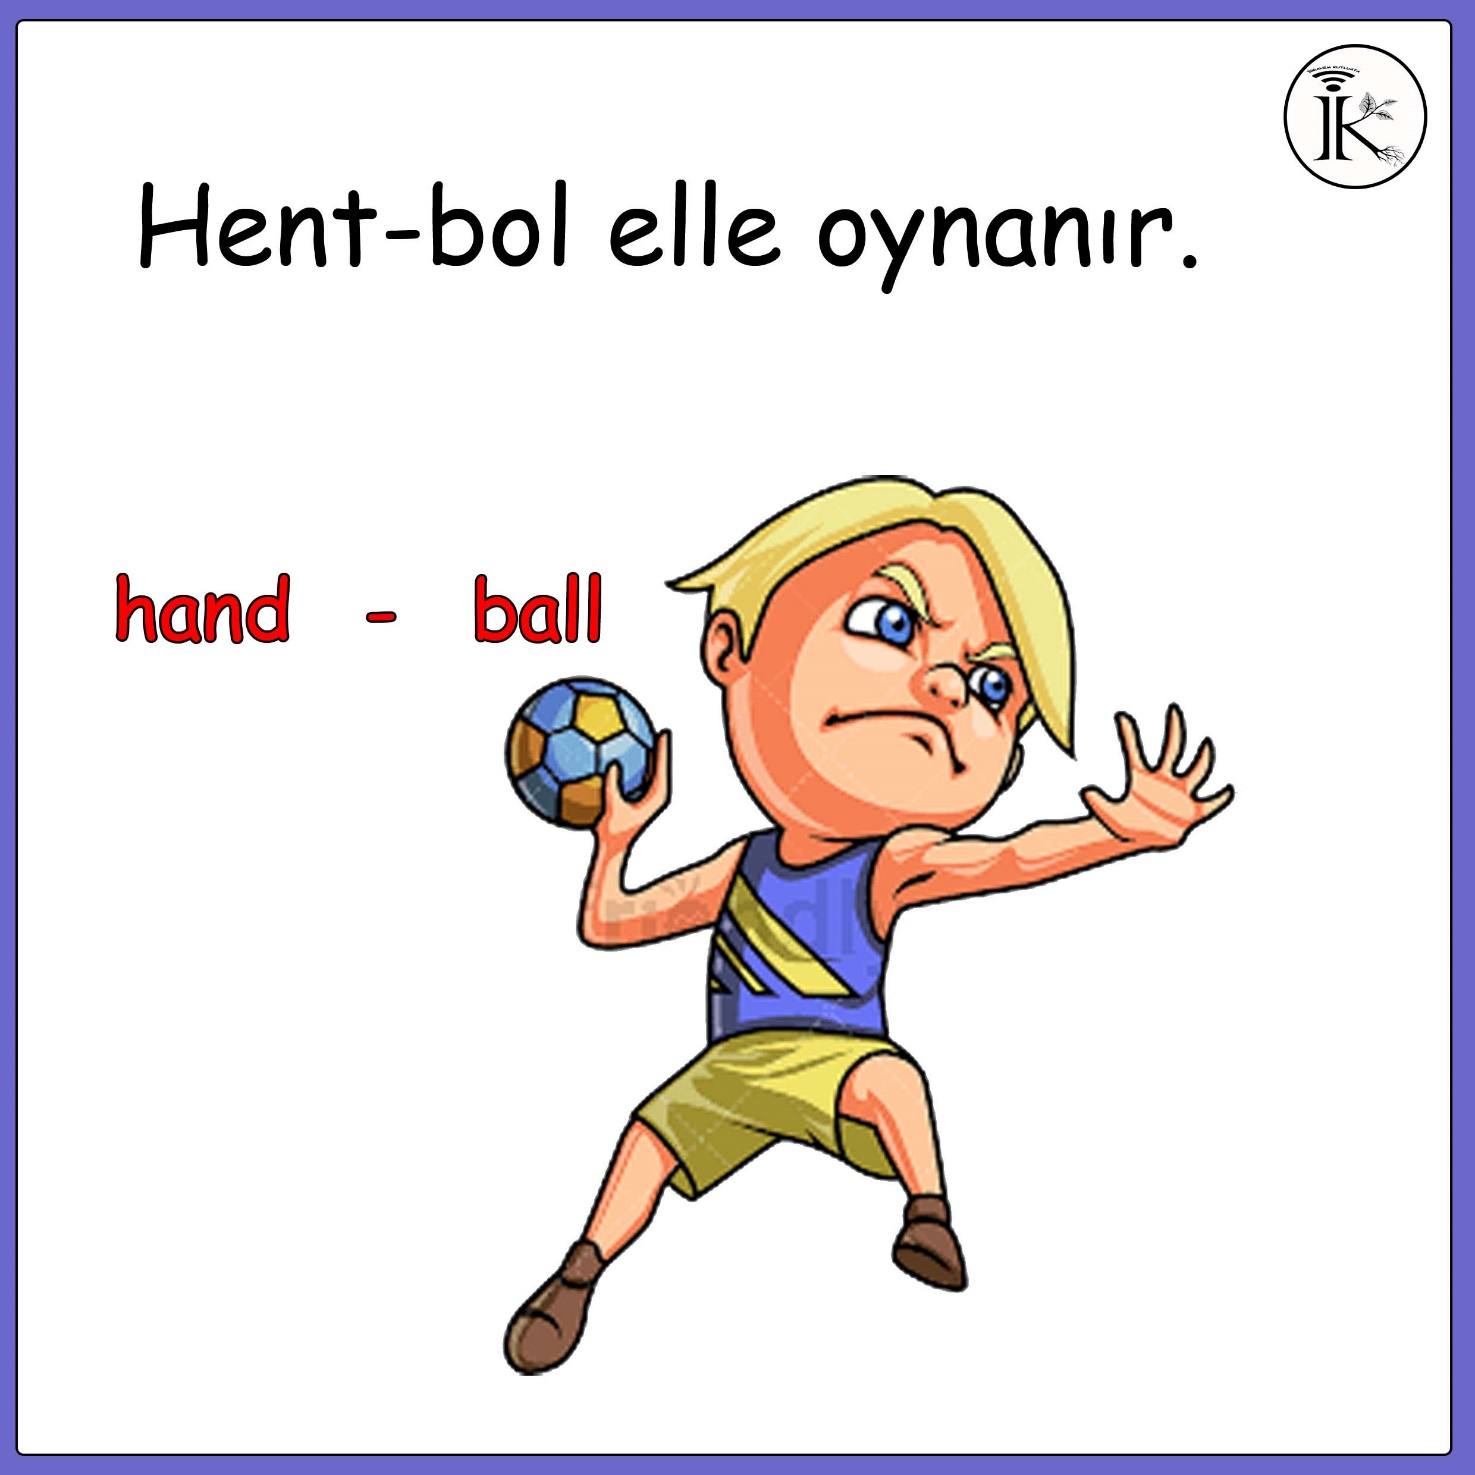 Hent-bol elle oynanır.
İK
hand - ball